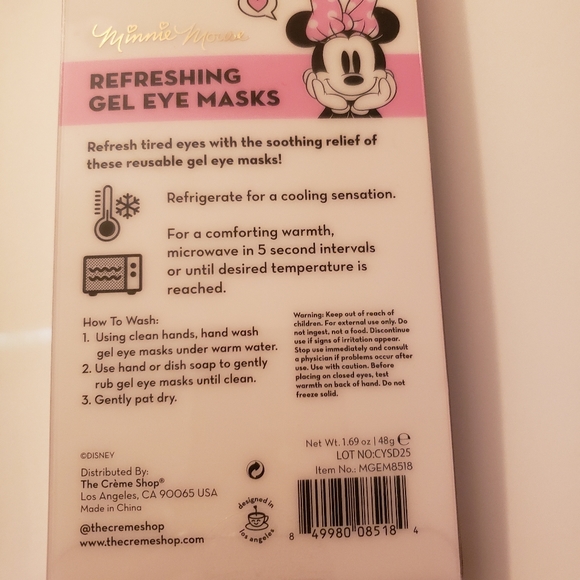 Minnie Mouse
REFRESHING
GEL EYE MASKS
Refresh tired eyes with the soothing relief of
these reusable gel eye masks!
Refrigerate for a cooling sensation.
For a comforting warmth,
microwave in 5 second intervals
or until desired temperature is
reached.
How To Wash:
1. Using clean hands, hand wash
gel eye masks under warm water.
2. Use hand or dish soap to gently
rub gel eye masks until clean.
3. Gently pat dry.
Warning: Keep out of reach of
children. For external use only. Do
not ingest, not a food. Discontinue
use if signs of irritation appear.
Stop use immediately and consult
a physician if problems occur after
use. Use with caution. Before
placing on closed eyes, test
warmth on back of hand. Do not
freeze solid.
Net Wt. 1.69 oz | 48g ℮
LOT NO:CYSD25
Item No.: MGEM8518
©DISNEY
Distributed By:
The Crème Shop®
Los Angeles, CA 90065 USA
Made in China
@thecremeshop
www.thecremeshop.com
designed in
los angeles
8 49980 08518 4